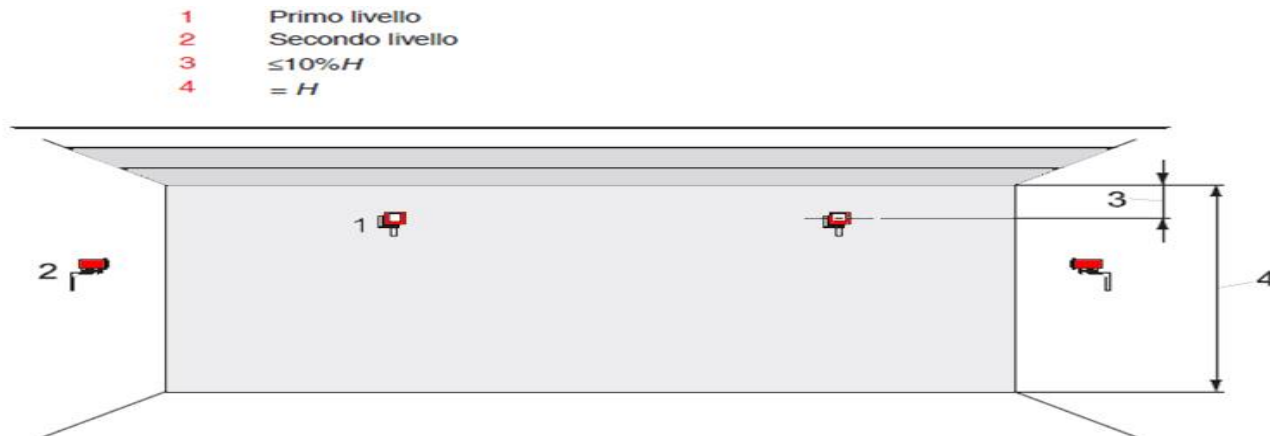 1 Primo livello
2 Secondo livello
3 ≤10%H
4 = H
1
3
2
4